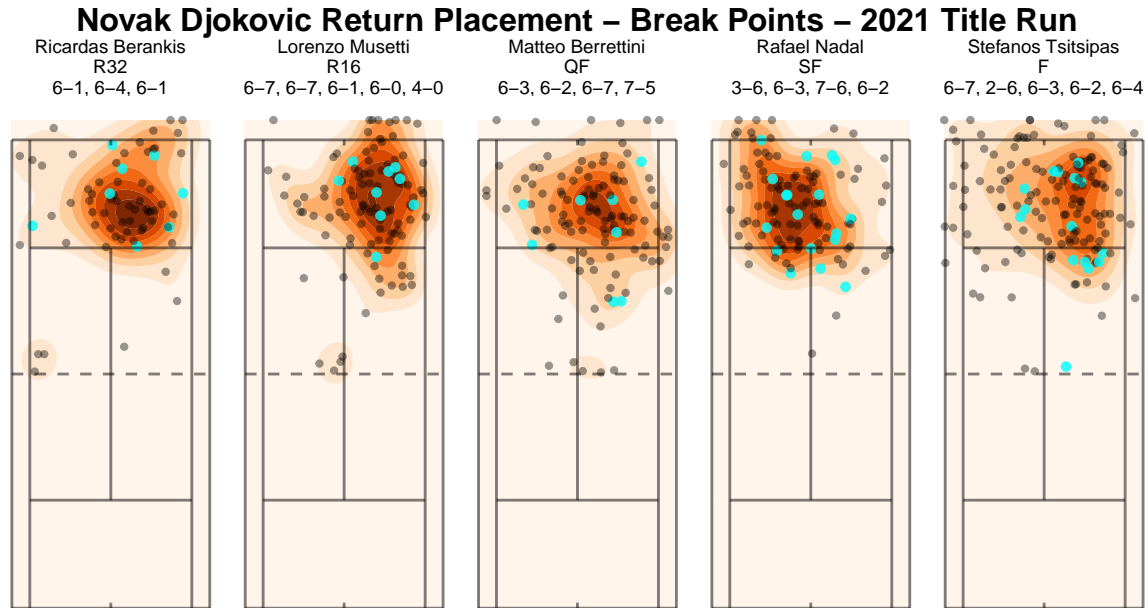 Novak Djokovic Return Placement – Break Points – 2021 Title Run
Ricardas Berankis
R32
6–1, 6–4, 6–1
Lorenzo Musetti
R16
6–7, 6–7, 6–1, 6–0, 4–0
Matteo Berrettini
QF
6–3, 6–2, 6–7, 7–5
Rafael Nadal
SF
3–6, 6–3, 7–6, 6–2
Stefanos Tsitsipas
F
6–7, 2–6, 6–3, 6–2, 6–4